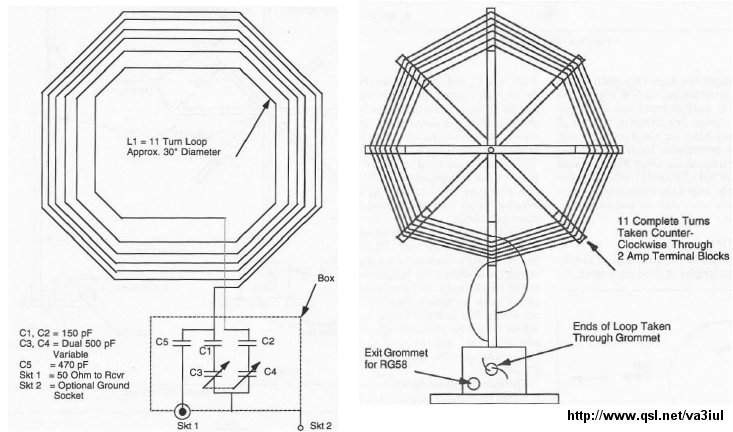 L1 = 11 Turn Loop
Approx. 30" Diameter
Box
C1, C2 = 150 pF
C3, C4 = Dual 500 pF
Variable
C5 = 470 pF
Skt 1 = 50 Ohm to Rcvr
Skt 2 = Optional Ground
Socket
C5
C1
C2
C3
C4
Skt 1
Skt 2
11 Complete Turns
Taken Counter-
Clockwise Through
2 Amp Terminal Blocks
Ends of Loop Taken
Through Grommet
Exit Grommet
for RG58
http://www.qsl.net/va3iul